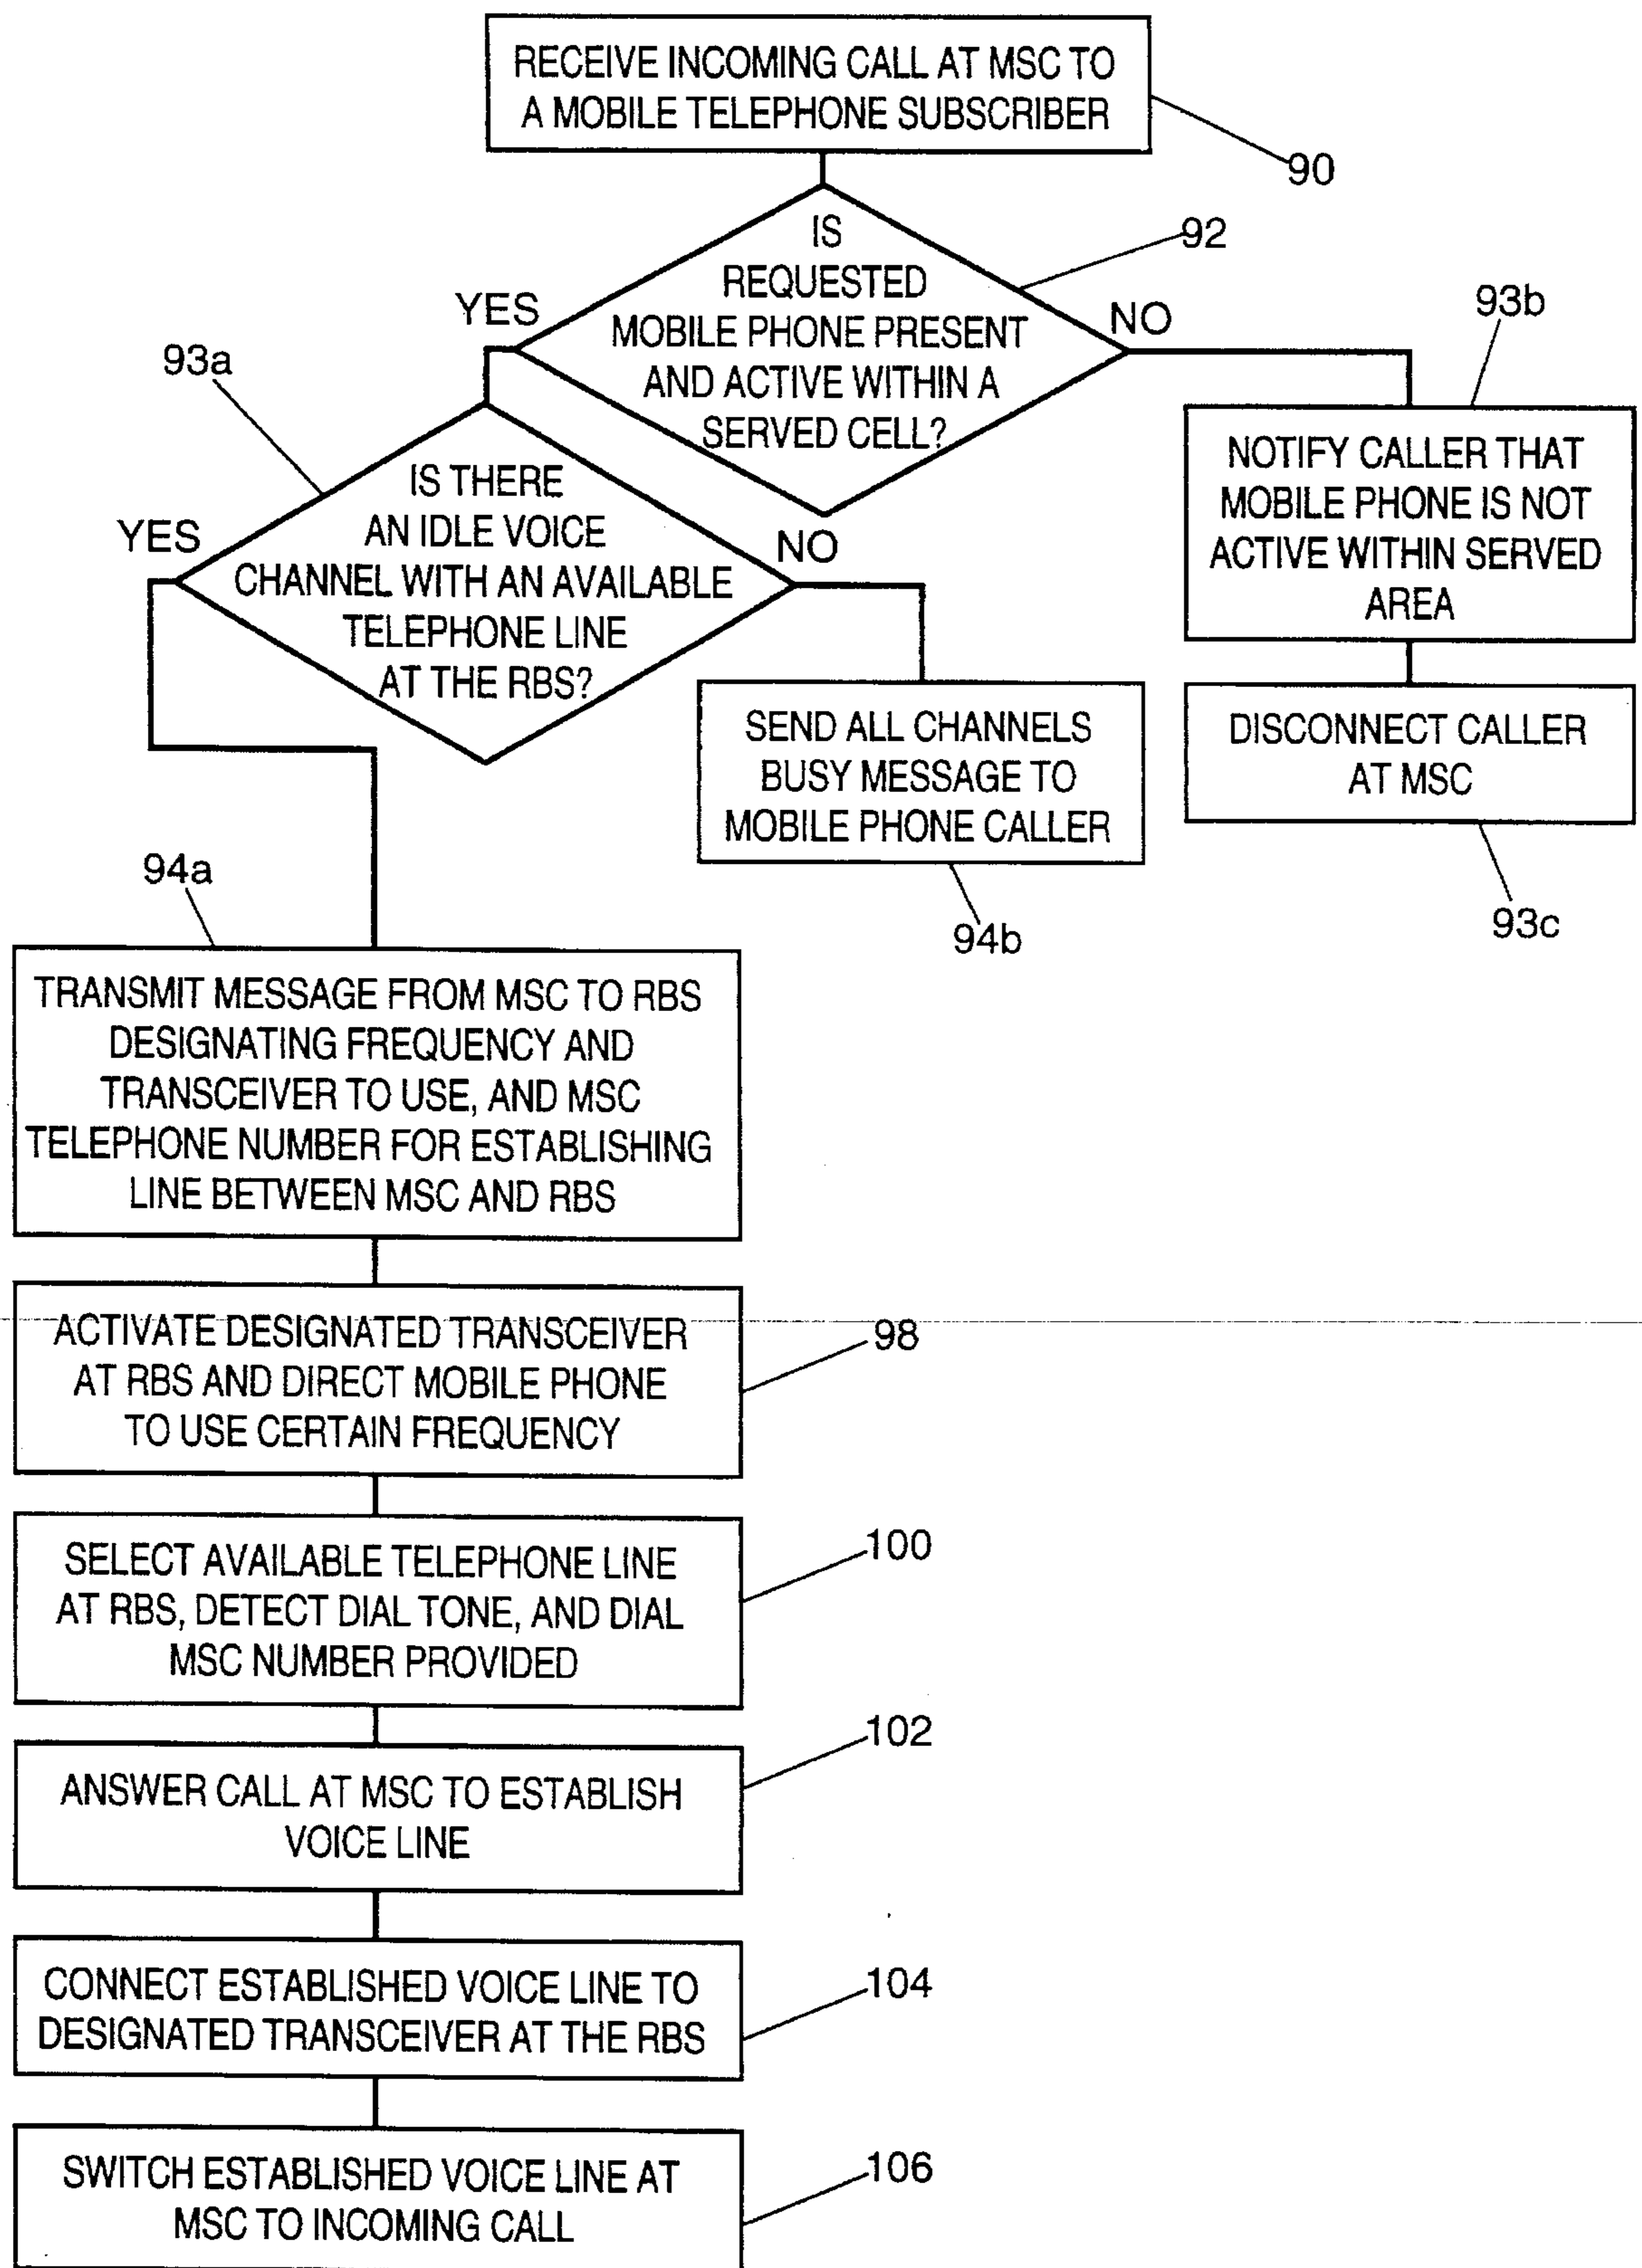 RECEIVE INCOMING CALL AT MSC TO
A MOBILE TELEPHONE SUBSCRIBER
90
IS
REQUESTED
MOBILE PHONE PRESENT
AND ACTIVE WITHIN A
SERVED CELL?
92
YES
NO
93a
93b
IS THERE
AN IDLE VOICE
CHANNEL WITH AN AVAILABLE
TELEPHONE LINE
AT THE RBS?
YES
NO
NOTIFY CALLER THAT
MOBILE PHONE IS NOT
ACTIVE WITHIN SERVED
AREA
SEND ALL CHANNELS
BUSY MESSAGE TO
MOBILE PHONE CALLER
DISCONNECT CALLER
AT MSC
94a
94b
93c
TRANSMIT MESSAGE FROM MSC TO RBS
DESIGNATING FREQUENCY AND
TRANSCEIVER TO USE, AND MSC
TELEPHONE NUMBER FOR ESTABLISHING
LINE BETWEEN MSC AND RBS
ACTIVATE DESIGNATED TRANSCEIVER
AT RBS AND DIRECT MOBILE PHONE
TO USE CERTAIN FREQUENCY
98
SELECT AVAILABLE TELEPHONE LINE
AT RBS, DETECT DIAL TONE, AND DIAL
MSC NUMBER PROVIDED
100
ANSWER CALL AT MSC TO ESTABLISH
VOICE LINE
102
CONNECT ESTABLISHED VOICE LINE TO
DESIGNATED TRANSCEIVER AT THE RBS
104
SWITCH ESTABLISHED VOICE LINE AT
MSC TO INCOMING CALL
106